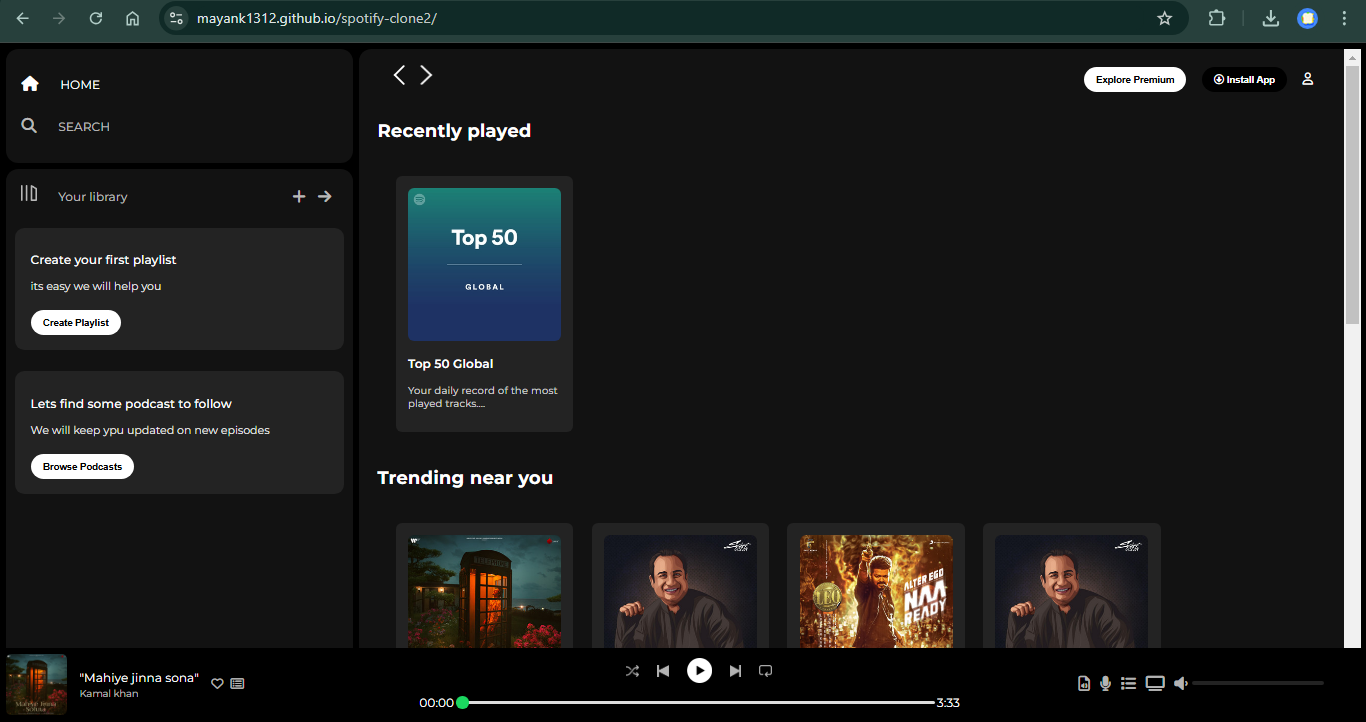 mayank1312.github.io/spotify-clone2/
HOME
SEARCH
Your library
Create your first playlist
its easy we will help you
Create Playlist
Lets find some podcast to follow
We will keep ypu updated on new episodes
Browse Podcasts
Explore Premium
Install App
Recently played
Top 50
GLOBAL
Top 50 Global
Your daily record of the most
played tracks....
Trending near you
ALTER EGO
NAA
READY
LEO
"Mahiye jinna sona"
Kamal khan
00:00
3:33